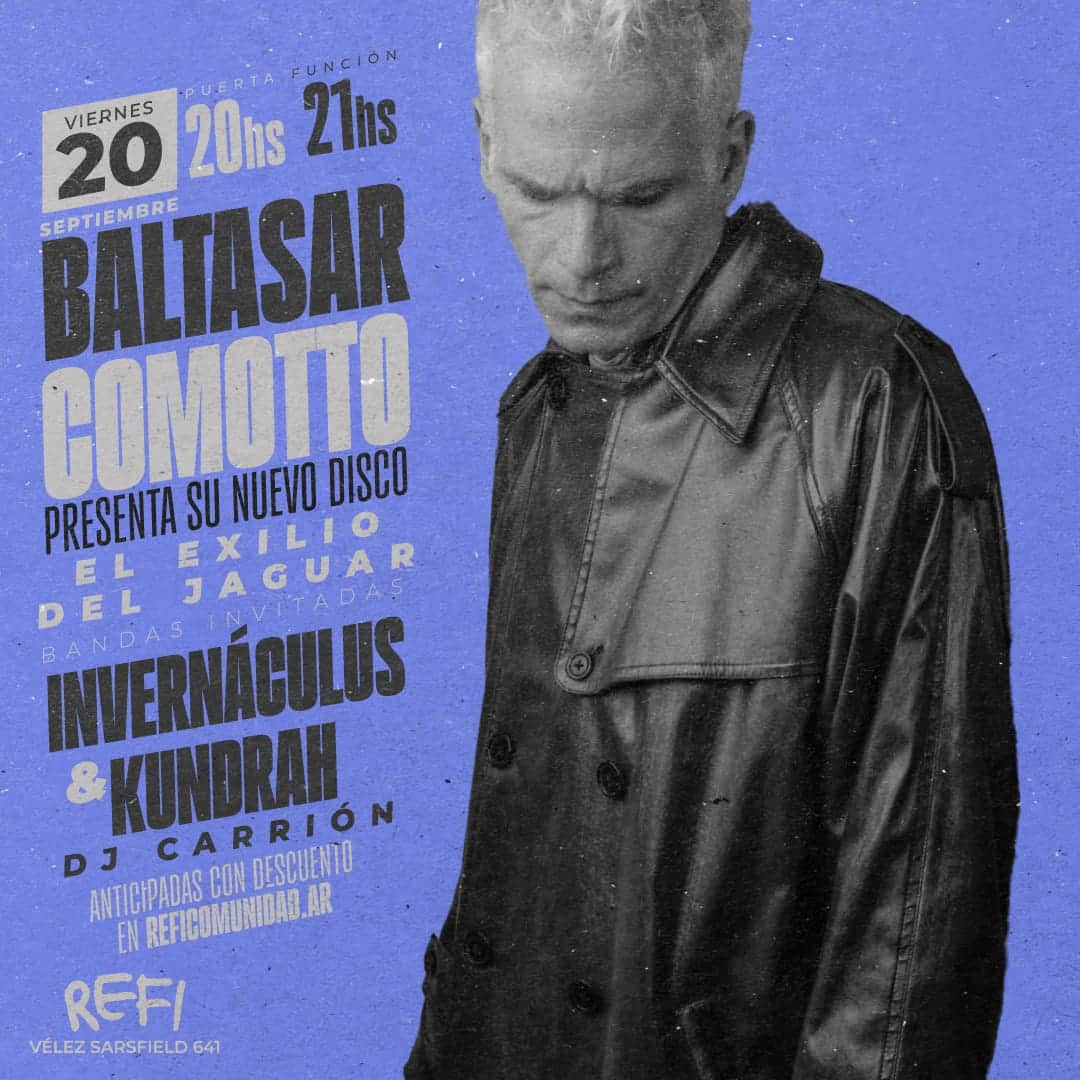 VIERNES
20
SEPTIEMBRE
PUERTA
20hs
FUNCIÓN
21hs
BALTASAR
COMOTTO
PRESENTA SU NUEVO DISCO
EL EXILIO
DEL JAGUAR
BANDAS INVITADAS
INVERNÁCULUS
& KUNDRAH
DJ CARRIÓN
ANTICIPADAS CON DESCUENTO
EN REFICOMUNIDAD.AR
REFI
VÉLEZ SARSFIELD 641